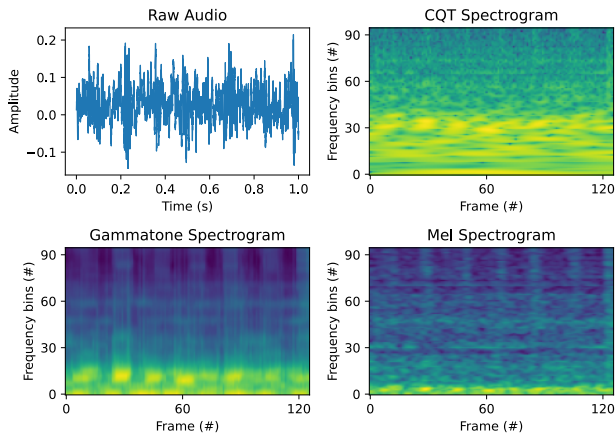 Raw Audio
0.2
0.1
0.0
−0.1
Amplitude
0.0 0.2 0.4 0.6 0.8 1.0
Time (s)
CQT Spectrogram
90
60
30
0
Frequency bins (#)
0 60 120
Frame (#)
Gammatone Spectrogram
90
60
30
0
Frequency bins (#)
0 60 120
Frame (#)
Mel Spectrogram
90
60
30
0
Frequency bins (#)
0 60 120
Frame (#)